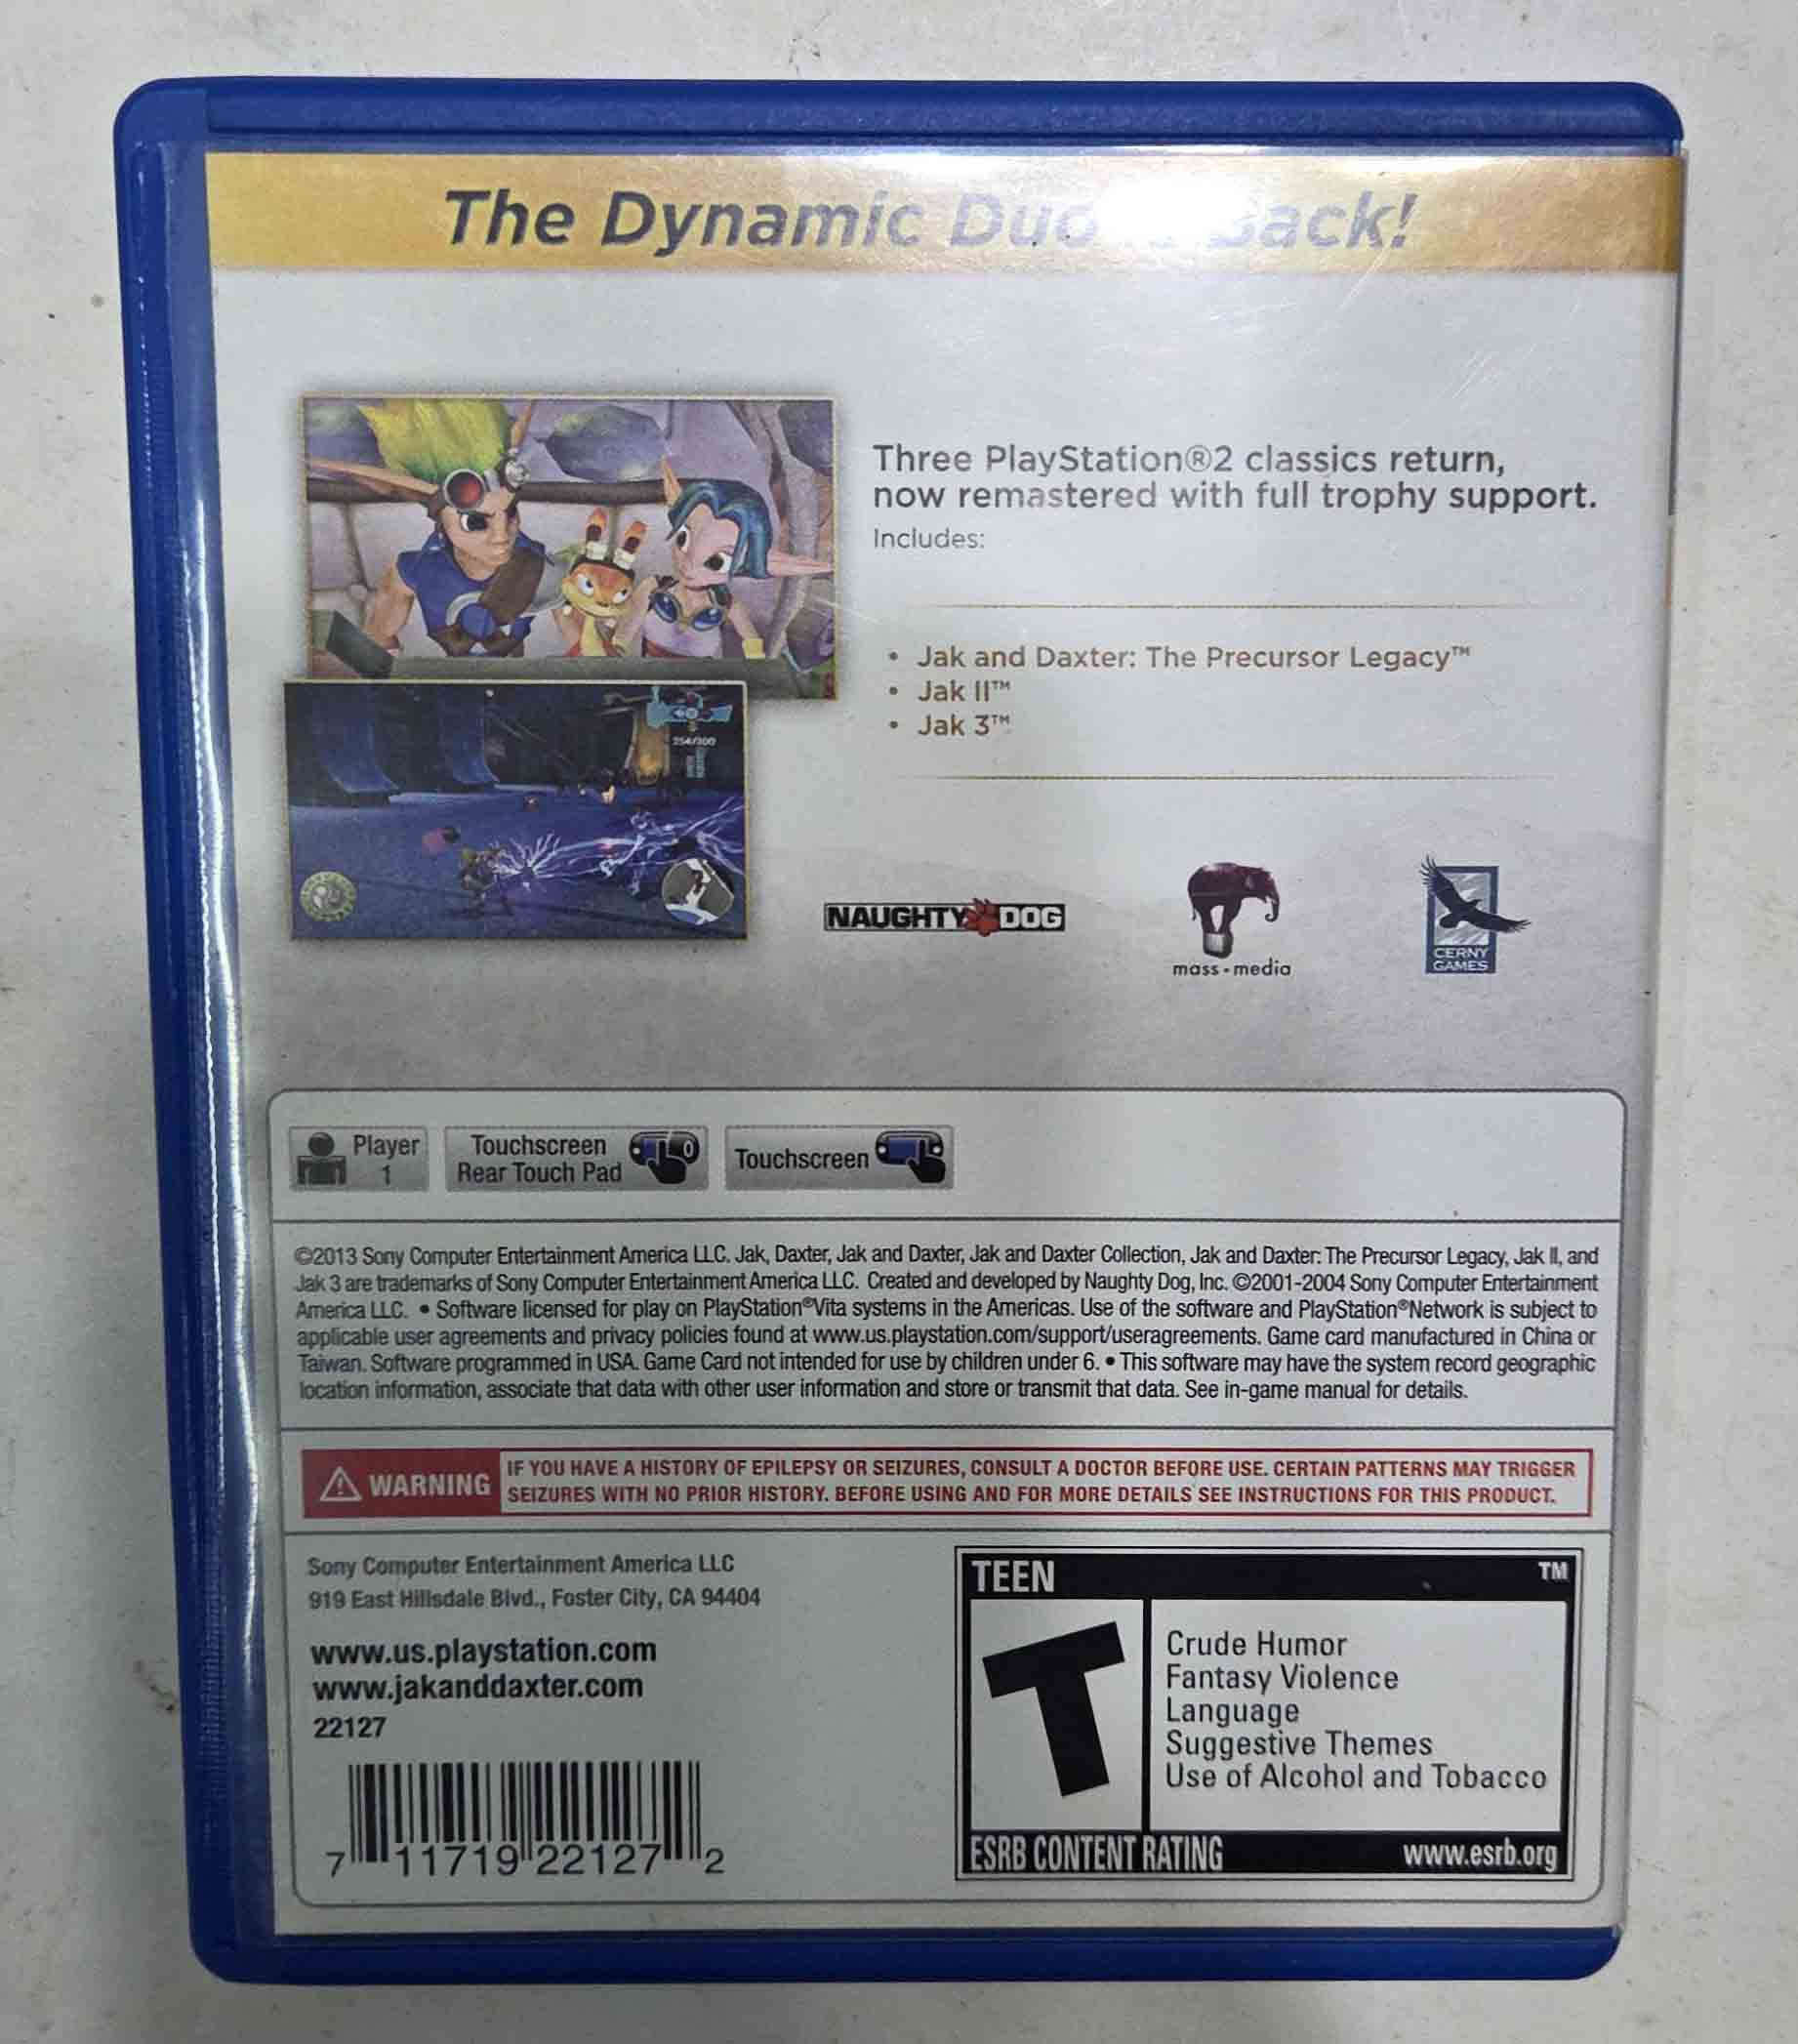 The Dynamic Duo Back!
Three PlayStation®2 classics return,
now remastered with full trophy support.
Includes:
• Jak and Daxter: The Precursor Legacy™
• Jak II™
• Jak 3™
254/300
NAUGHTY DOG
mass · media
CERNY
GAMES
Player
1
Touchscreen
Rear Touch Pad
Touchscreen
©2013 Sony Computer Entertainment America LLC. Jak, Daxter, Jak and Daxter, Jak and Daxter Collection, Jak and Daxter: The Precursor Legacy, Jak II, and
Jak 3 are trademarks of Sony Computer Entertainment America LLC. Created and developed by Naughty Dog, Inc. ©2001-2004 Sony Computer Entertainment
America LLC. • Software licensed for play on PlayStation®Vita systems in the Americas. Use of the software and PlayStation®Network is subject to
applicable user agreements and privacy policies found at www.us.playstation.com/support/useragreements. Game card manufactured in China or
Taiwan. Software programmed in USA. Game Card not intended for use by children under 6. • This software may have the system record geographic
location information, associate that data with other user information and store or transmit that data. See in-game manual for details.
WARNING
IF YOU HAVE A HISTORY OF EPILEPSY OR SEIZURES, CONSULT A DOCTOR BEFORE USE. CERTAIN PATTERNS MAY TRIGGER
SEIZURES WITH NO PRIOR HISTORY. BEFORE USING AND FOR MORE DETAILS SEE INSTRUCTIONS FOR THIS PRODUCT.
Sony Computer Entertainment America LLC
919 East Hillsdale Blvd., Foster City, CA 94404
www.us.playstation.com
www.jakanddaxter.com
22127
7 11719 22127 2
TEEN TM
T
Crude Humor
Fantasy Violence
Language
Suggestive Themes
Use of Alcohol and Tobacco
ESRB CONTENT RATING www.esrb.org